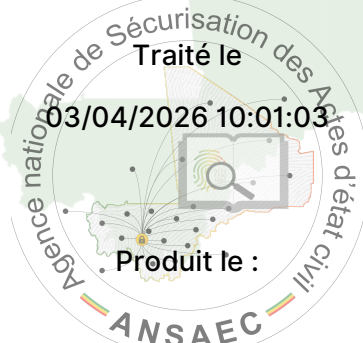 Agence nationale de Sécurisation des Actes d'état civil
Traité le
03/04/2026 10:01:03
Produit le :
ANSAEC